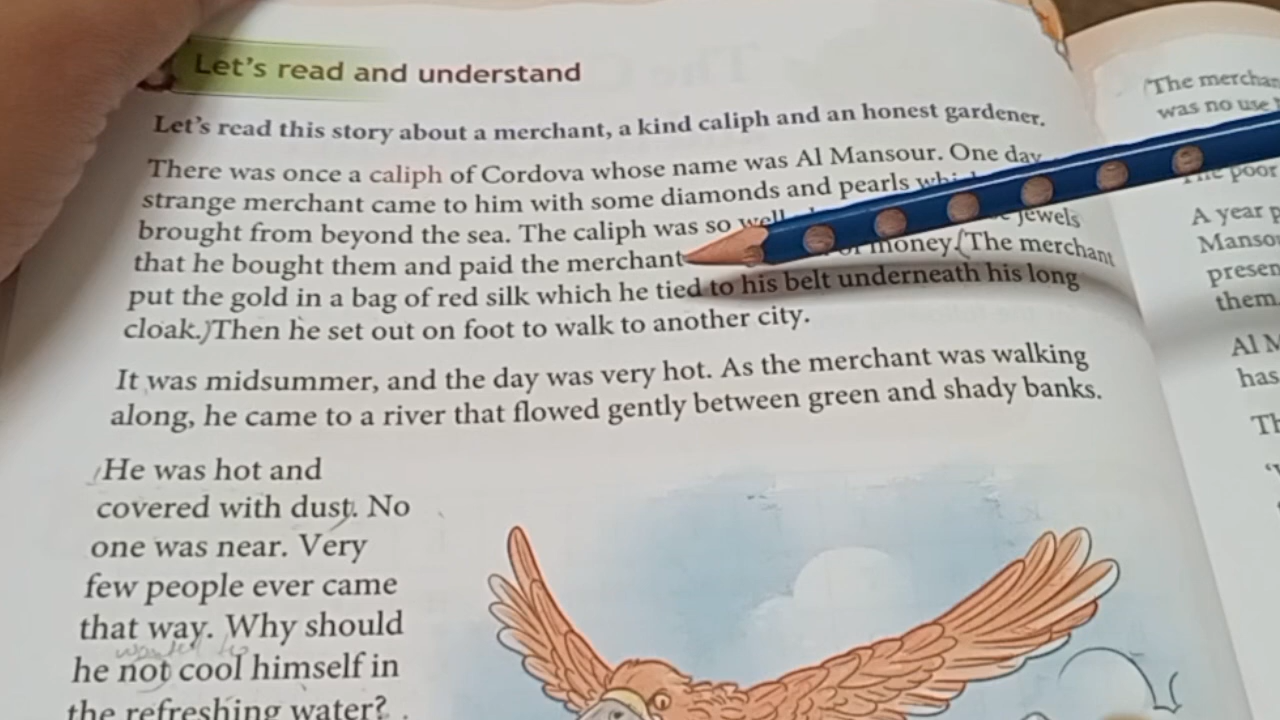 Let's read and understand
Let's read this story about a merchant, a kind caliph and an honest gardener.
There was once a caliph of Cordova whose name was Al Mansour. One day
strange merchant came to him with some diamonds and pearls
brought from beyond the sea. The caliph was so well jewels
that he bought them and paid the merchant of money. (The merchant
put the gold in a bag of red silk which he tied to his belt underneath his long
cloak.) Then he set out on foot to walk to another city.
It was midsummer, and the day was very hot. As the merchant was walking
along, he came to a river that flowed gently between green and shady banks.
He was hot and
covered with dust. No
one was near. Very
few people ever came
that way. Why should
wanted to
he not cool himself in
the refreshing water?
The merchan
was no use
The poor
A year p
Manso
presen
them
Al M
has
Th